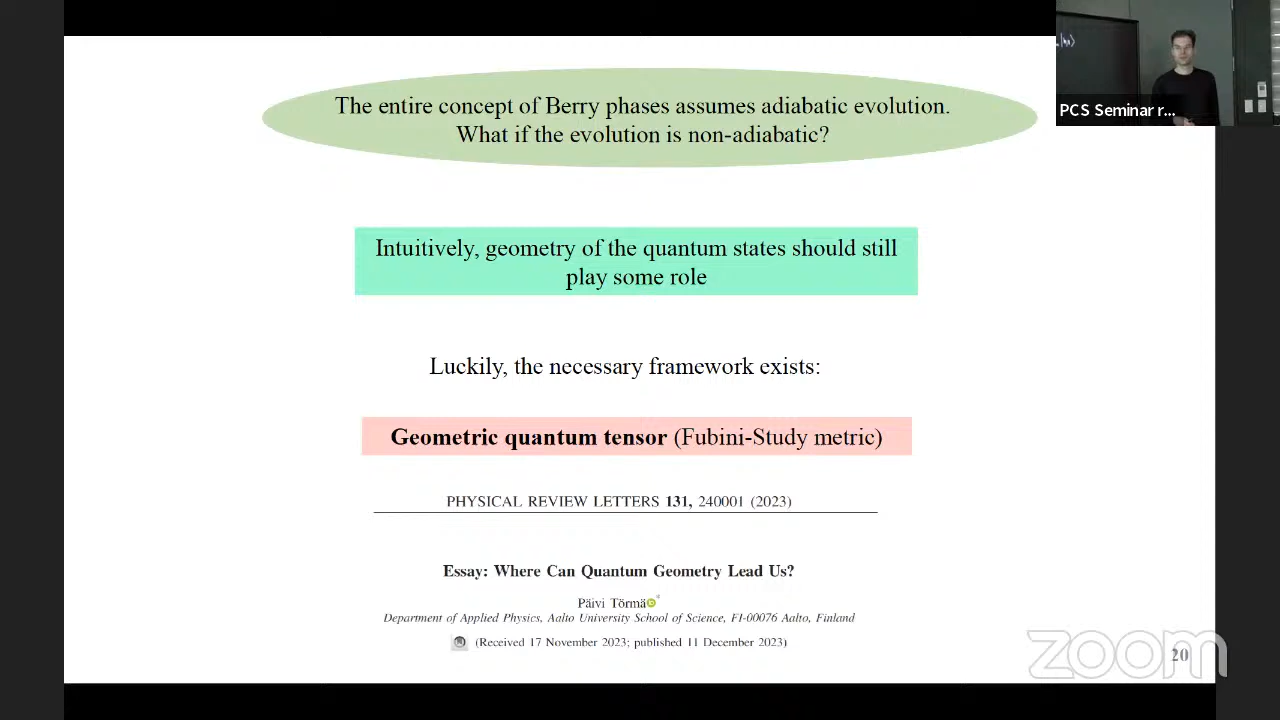 The entire concept of Berry phases assumes adiabatic evolution.
What if the evolution is non-adiabatic?
PCS Seminar r...
Intuitively, geometry of the quantum states should still
play some role
Luckily, the necessary framework exists:
Geometric quantum tensor (Fubini-Study metric)
PHYSICAL REVIEW LETTERS 131, 240001 (2023)
Essay: Where Can Quantum Geometry Lead Us?
Päivi Törmä
Department of Applied Physics, Aalto University School of Science, FI-00076 Aalto, Finland
(Received 17 November 2023; published 11 December 2023)
zoom
20